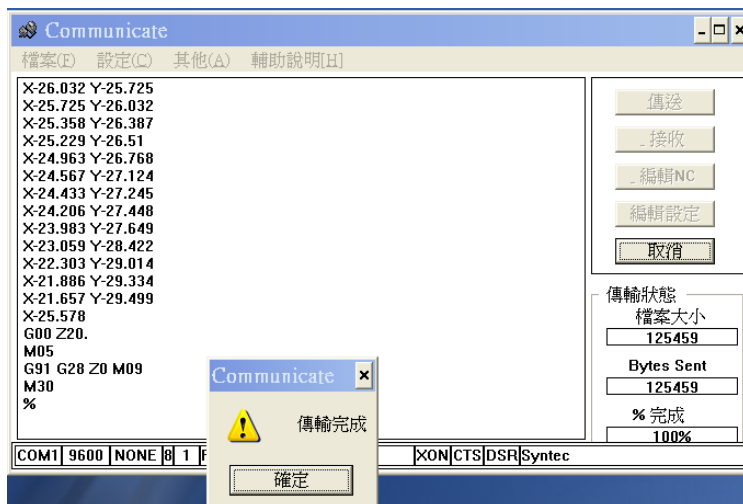 Communicate
檔案(F) 設定(C) 其他(A) 輔助說明[H]
X-26.032 Y-25.725
X-25.725 Y-26.032
X-25.358 Y-26.387
X-25.229 Y-26.51
X-24.963 Y-26.768
X-24.567 Y-27.124
X-24.433 Y-27.245
X-24.206 Y-27.448
X-23.983 Y-27.649
X-23.059 Y-28.422
X-22.303 Y-29.014
X-21.886 Y-29.334
X-21.657 Y-29.499
X-25.578
G00 Z20.
M05
G91 G28 Z0 M09
M30
%
傳送
_接收
_編輯NC
編輯設定
取消
傳輸狀態
檔案大小
125459
Bytes Sent
125459
% 完成
100%
Communicate
傳輸完成
確定
COM1 9600 NONE 8 1 XON CTS DSR Syntec